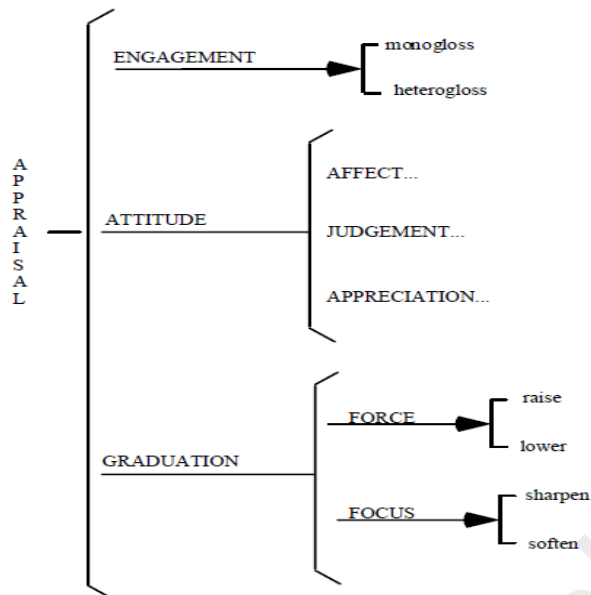 APPRAISAL
ENGAGEMENT
monogloss
heterogloss
ATTITUDE
AFFECT...
JUDGEMENT...
APPRECIATION...
GRADUATION
FORCE
raise
lower
FOCUS
sharpen
soften